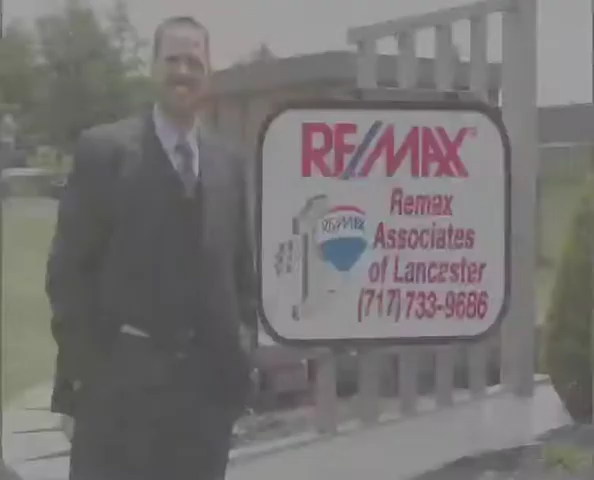 RE/MAX
RE/MAX
Remax
Associates
of Lancaster
(717) 733-9686